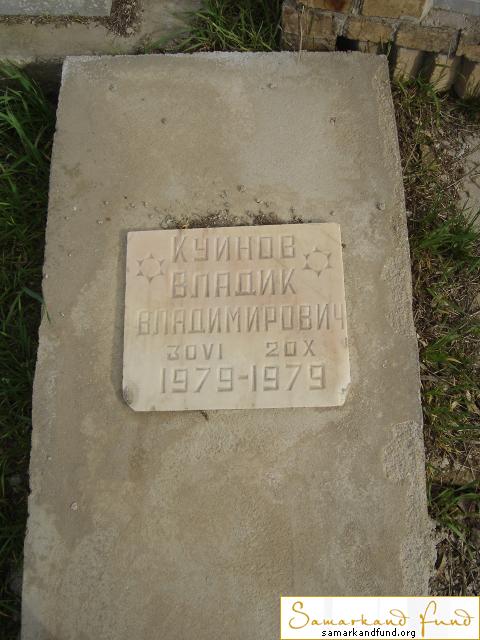 КУИНОВ
ВЛАДИК
ВЛАДИМИРОВИЧ
30VI 20X
1979-1979
Samarkand Fund
samarkandfund.org